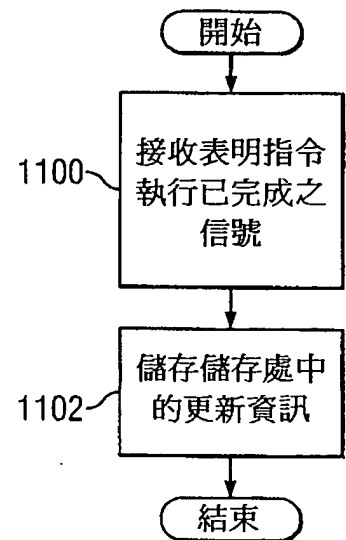 開始
1100
接收表明指令
執行已完成之
信號
1102
儲存儲存處中
的更新資訊
結束